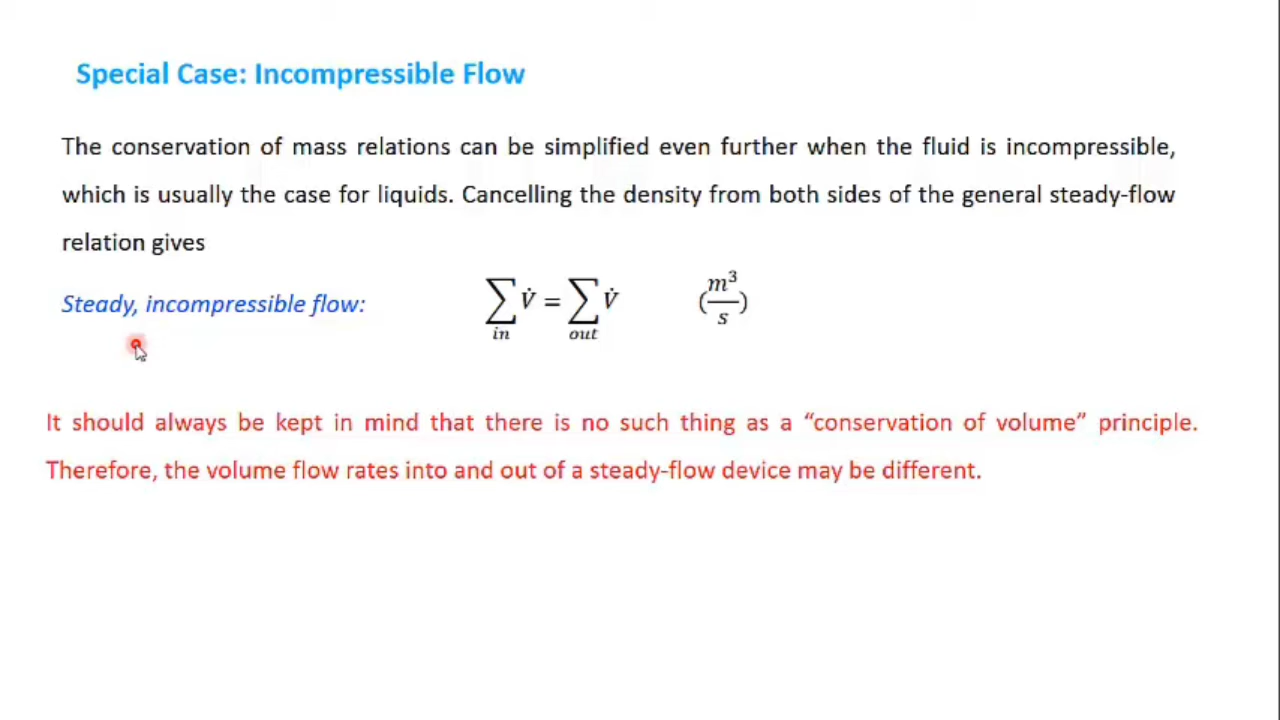 Special Case: Incompressible Flow
The conservation of mass relations can be simplified even further when the fluid is incompressible,
which is usually the case for liquids. Cancelling the density from both sides of the general steady-flow
relation gives
Steady, incompressible flow: ∑_{in} V̇ = ∑_{out} V̇ (m³/s)
It should always be kept in mind that there is no such thing as a “conservation of volume” principle.
Therefore, the volume flow rates into and out of a steady-flow device may be different.